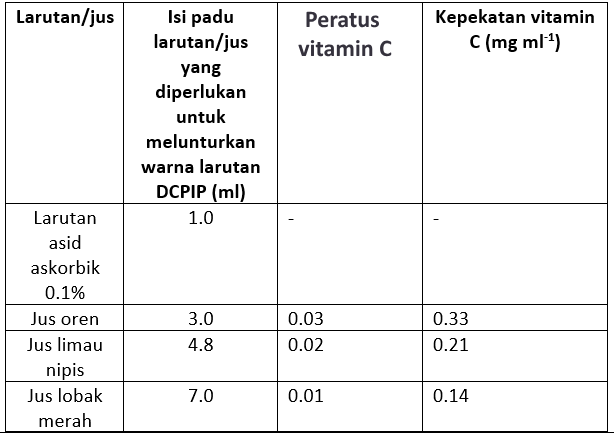 Larutan/jus
Isi padu
larutan/jus
yang
diperlukan
untuk
melunturkan
warna larutan
DCPIP (ml)
Peratus
vitamin C
Kepekatan vitamin
C (mg ml-1)
Larutan
asid
askorbik
0.1%
1.0
-
-
Jus oren
3.0
0.03
0.33
Jus limau
nipis
4.8
0.02
0.21
Jus lobak
merah
7.0
0.01
0.14